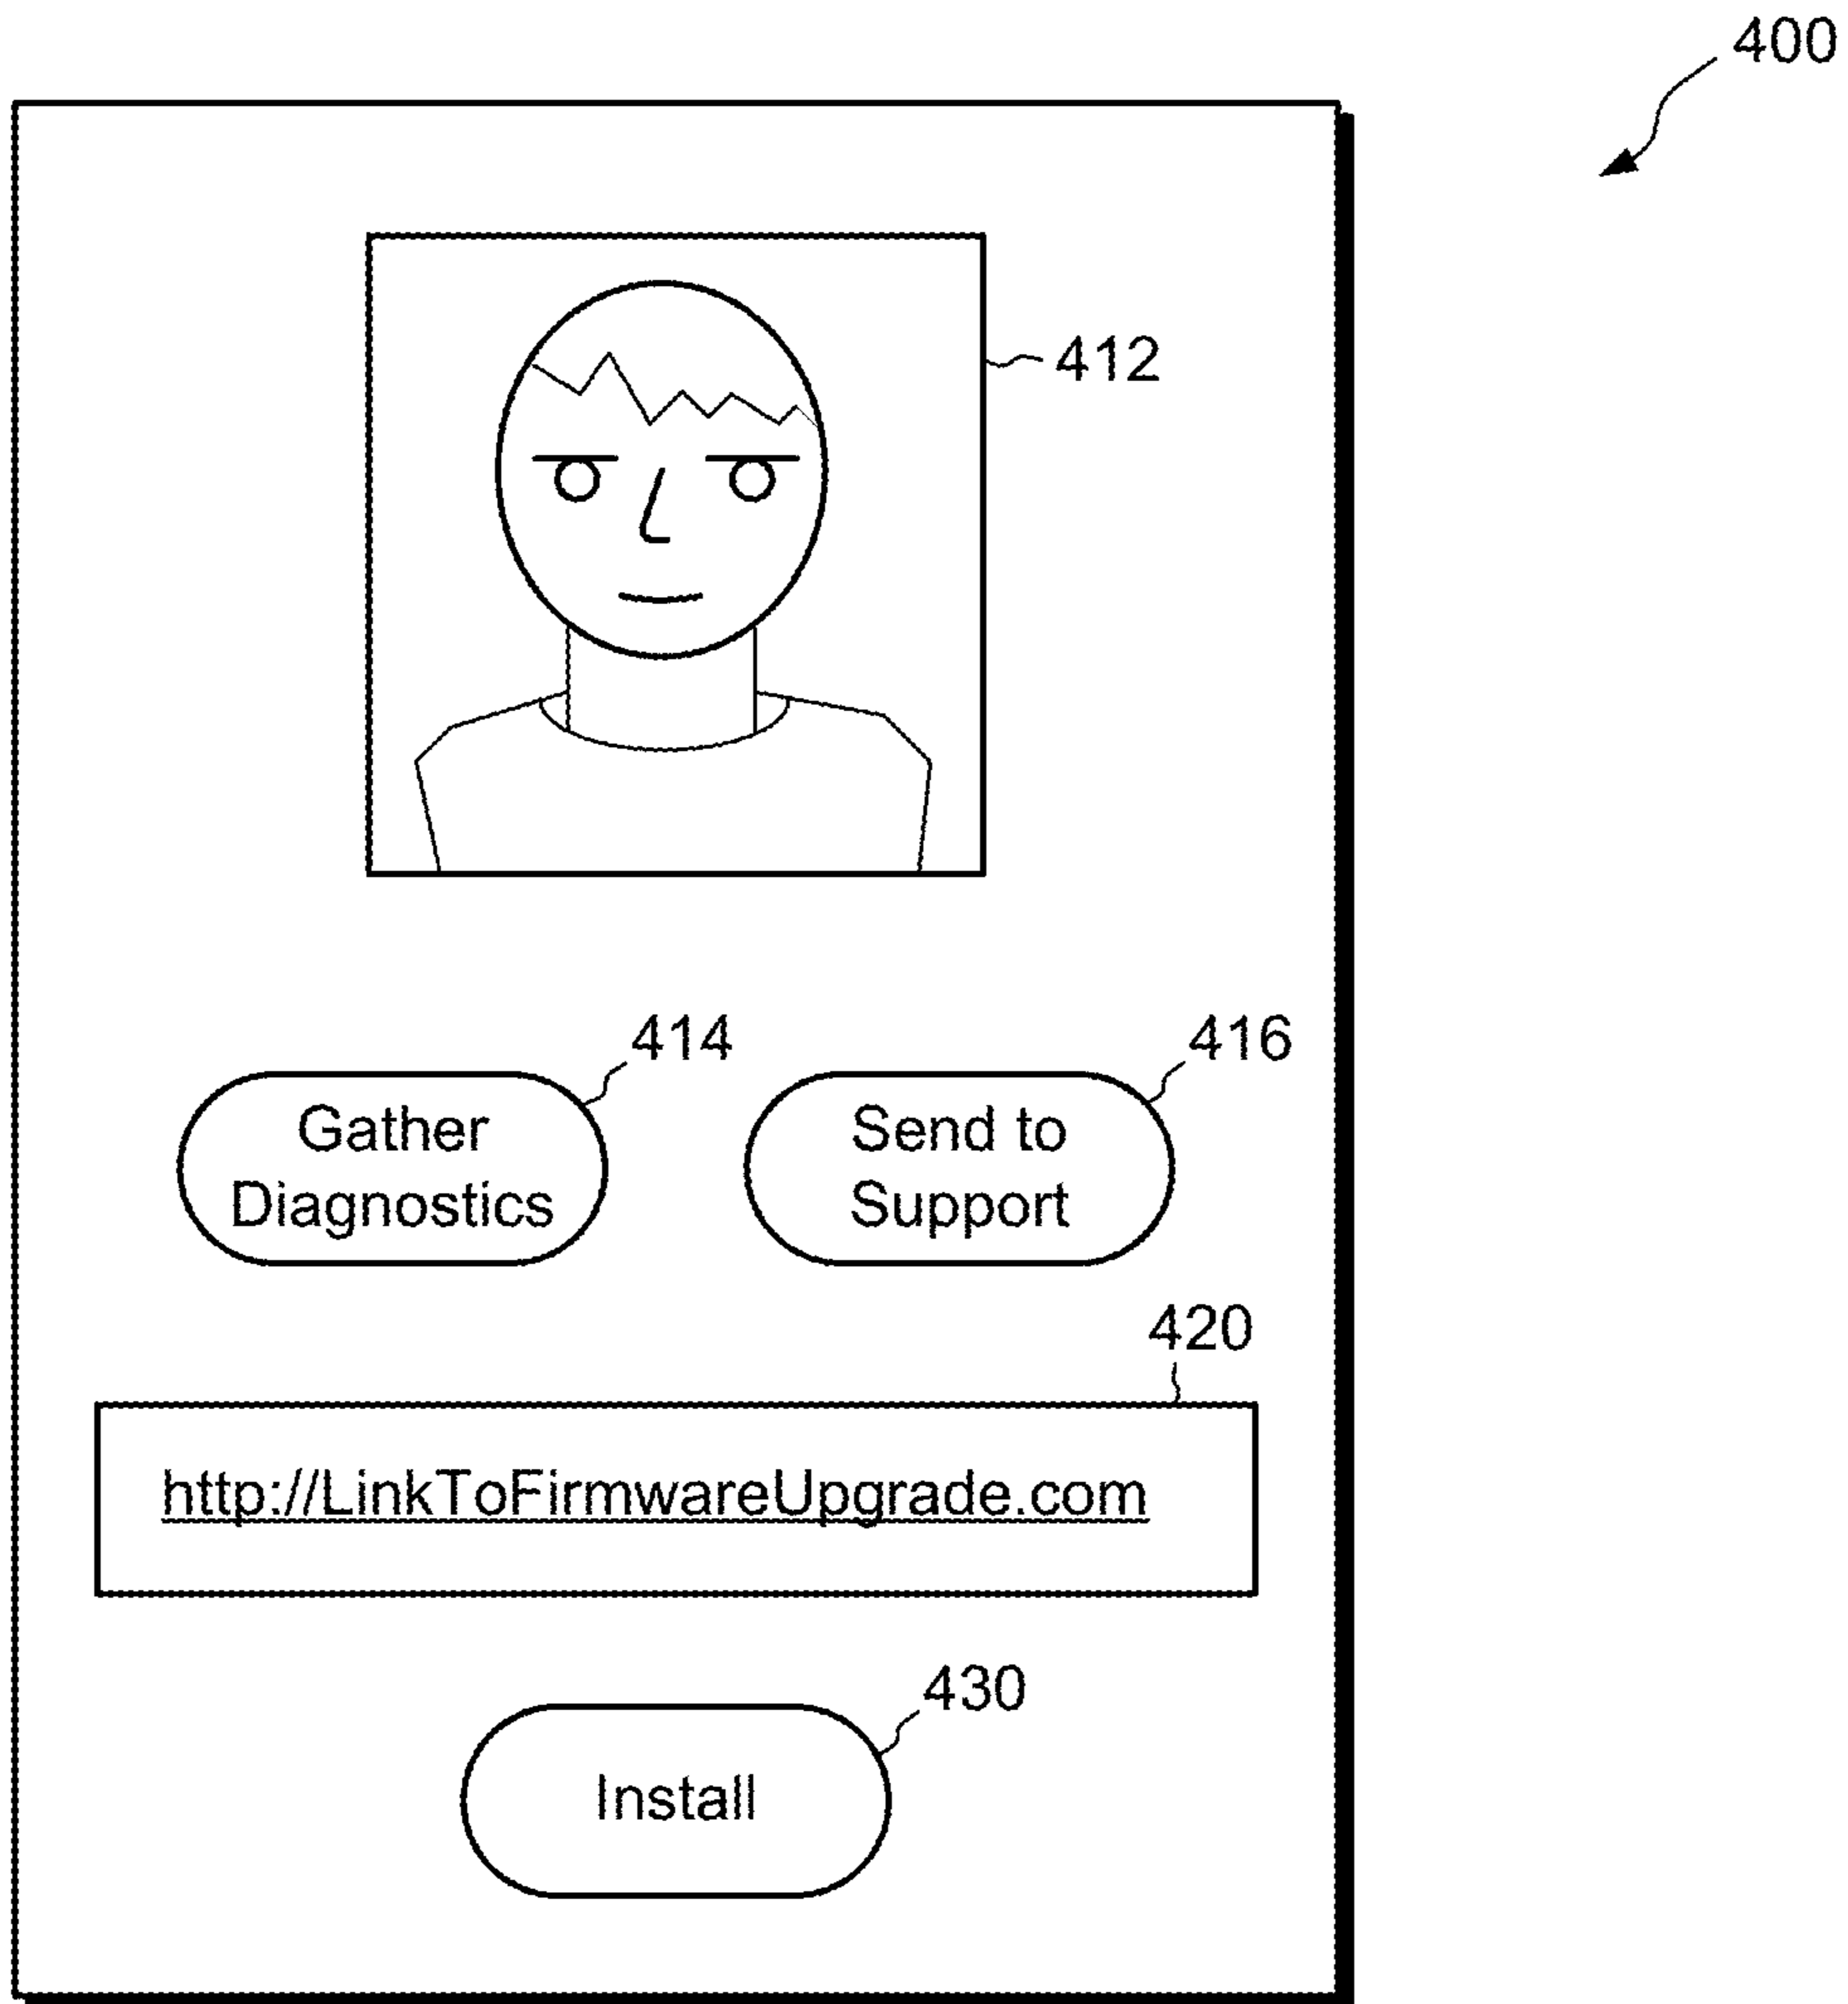 400
412
414
416
Gather
Diagnostics
Send to
Support
420
http://LinkToFirmwareUpgrade.com
430
Install